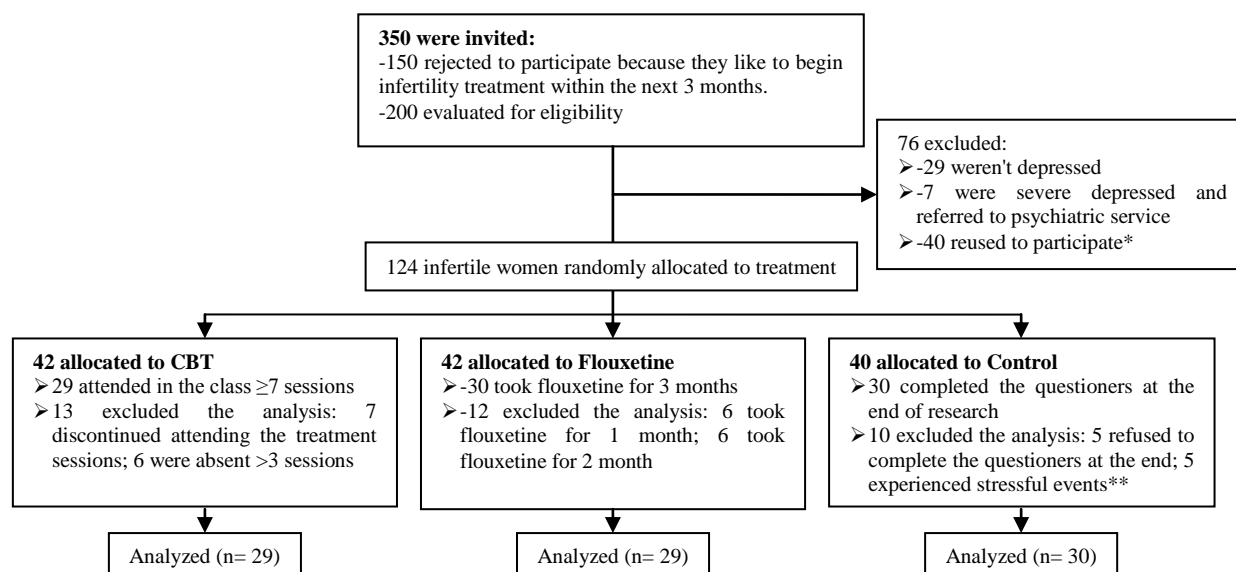 350 were invited:
-150 rejected to participate because they like to begin
infertility treatment within the next 3 months.
-200 evaluated for eligibility
76 excluded:
➢-29 weren't depressed
➢-7 were severe depressed and
referred to psychiatric service
➢-40 reused to participate*
124 infertile women randomly allocated to treatment
42 allocated to CBT
➢29 attended in the class ≥7 sessions
➢13 excluded the analysis: 7
discontinued attending the treatment
sessions; 6 were absent >3 sessions
42 allocated to Flouxetine
➢-30 took flouxetine for 3 months
➢-12 excluded the analysis: 6 took
flouxetine for 1 month; 6 took
flouxetine for 2 month
40 allocated to Control
➢30 completed the questioners at the
end of research
➢10 excluded the analysis: 5 refused to
complete the questioners at the end; 5
experienced stressful events**
Analyzed (n= 29)
Analyzed (n= 29)
Analyzed (n= 30)